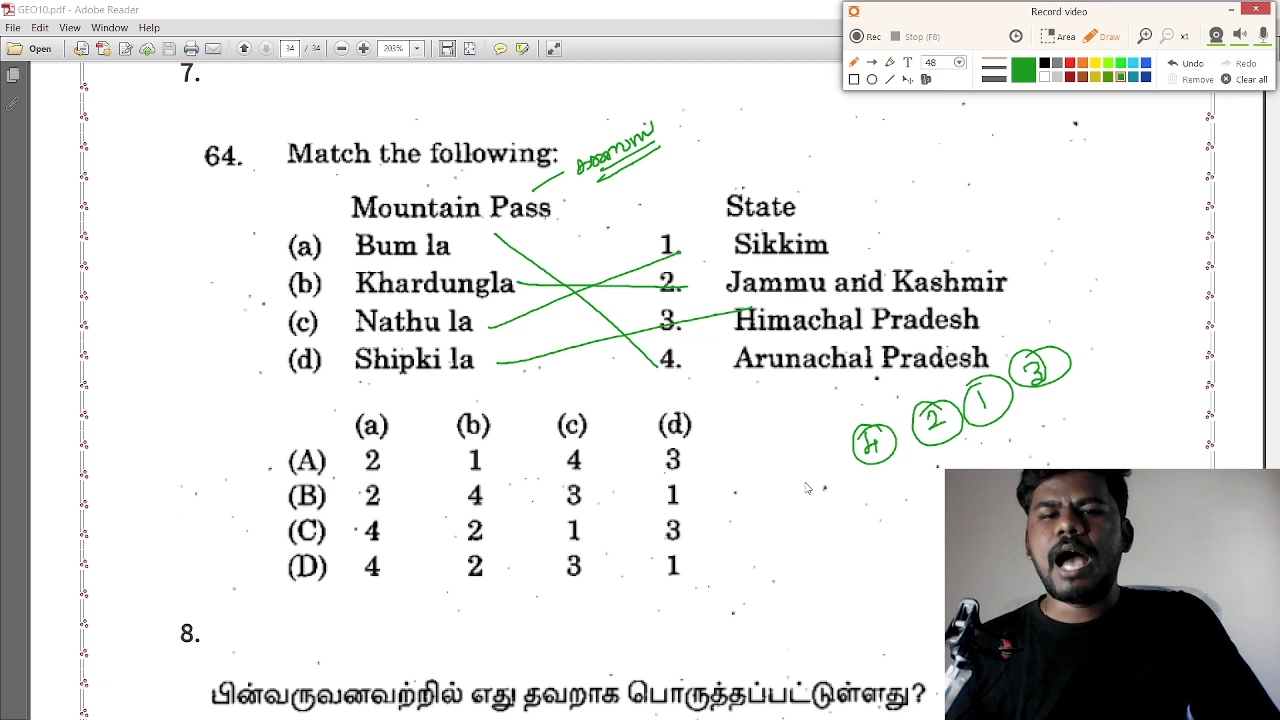 GEO10.pdf - Adobe Reader
File Edit View Window Help
Open 34 / 34 203%
Record video
Rec Stop (F8) Area Draw x1
T 48 Undo Redo
Remove Clear all
7.
64. Match the following:
Mountain Pass State
(a) Bum la 1. Sikkim
(b) Khardungla 2. Jammu and Kashmir
(c) Nathu la 3. Himachal Pradesh
(d) Shipki la 4. Arunachal Pradesh
4 2 1 3
(a) (b) (c) (d)
(A) 2 1 4 3
(B) 2 4 3 1
(C) 4 2 1 3
(D) 4 2 3 1
8.
பின்வருவனவற்றில் எது தவறாக பொருத்தப்பட்டுள்ளது?